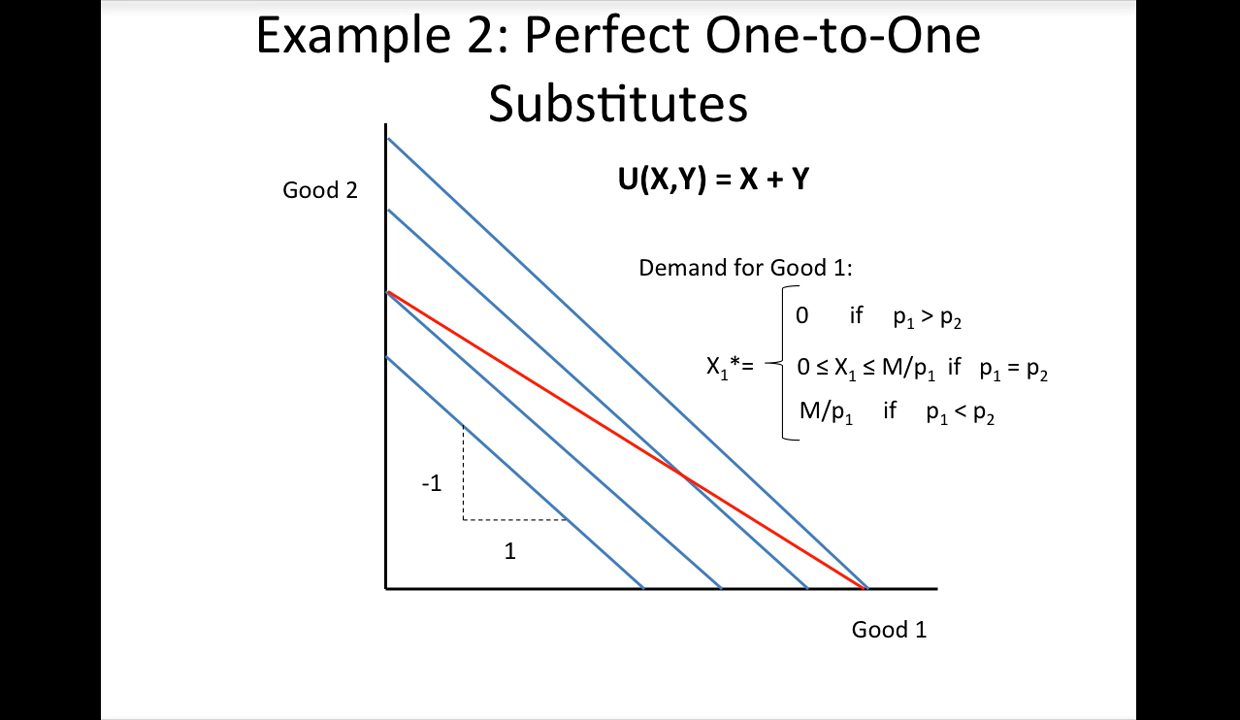 Example 2: Perfect One-to-One
Substitutes
Good 2
U(X,Y) = X + Y
Demand for Good 1:
0 if p₁ > p₂
X₁*=
0 ≤ X₁ ≤ M/p₁ if p₁ = p₂
M/p₁ if p₁ < p₂
-1
1
Good 1